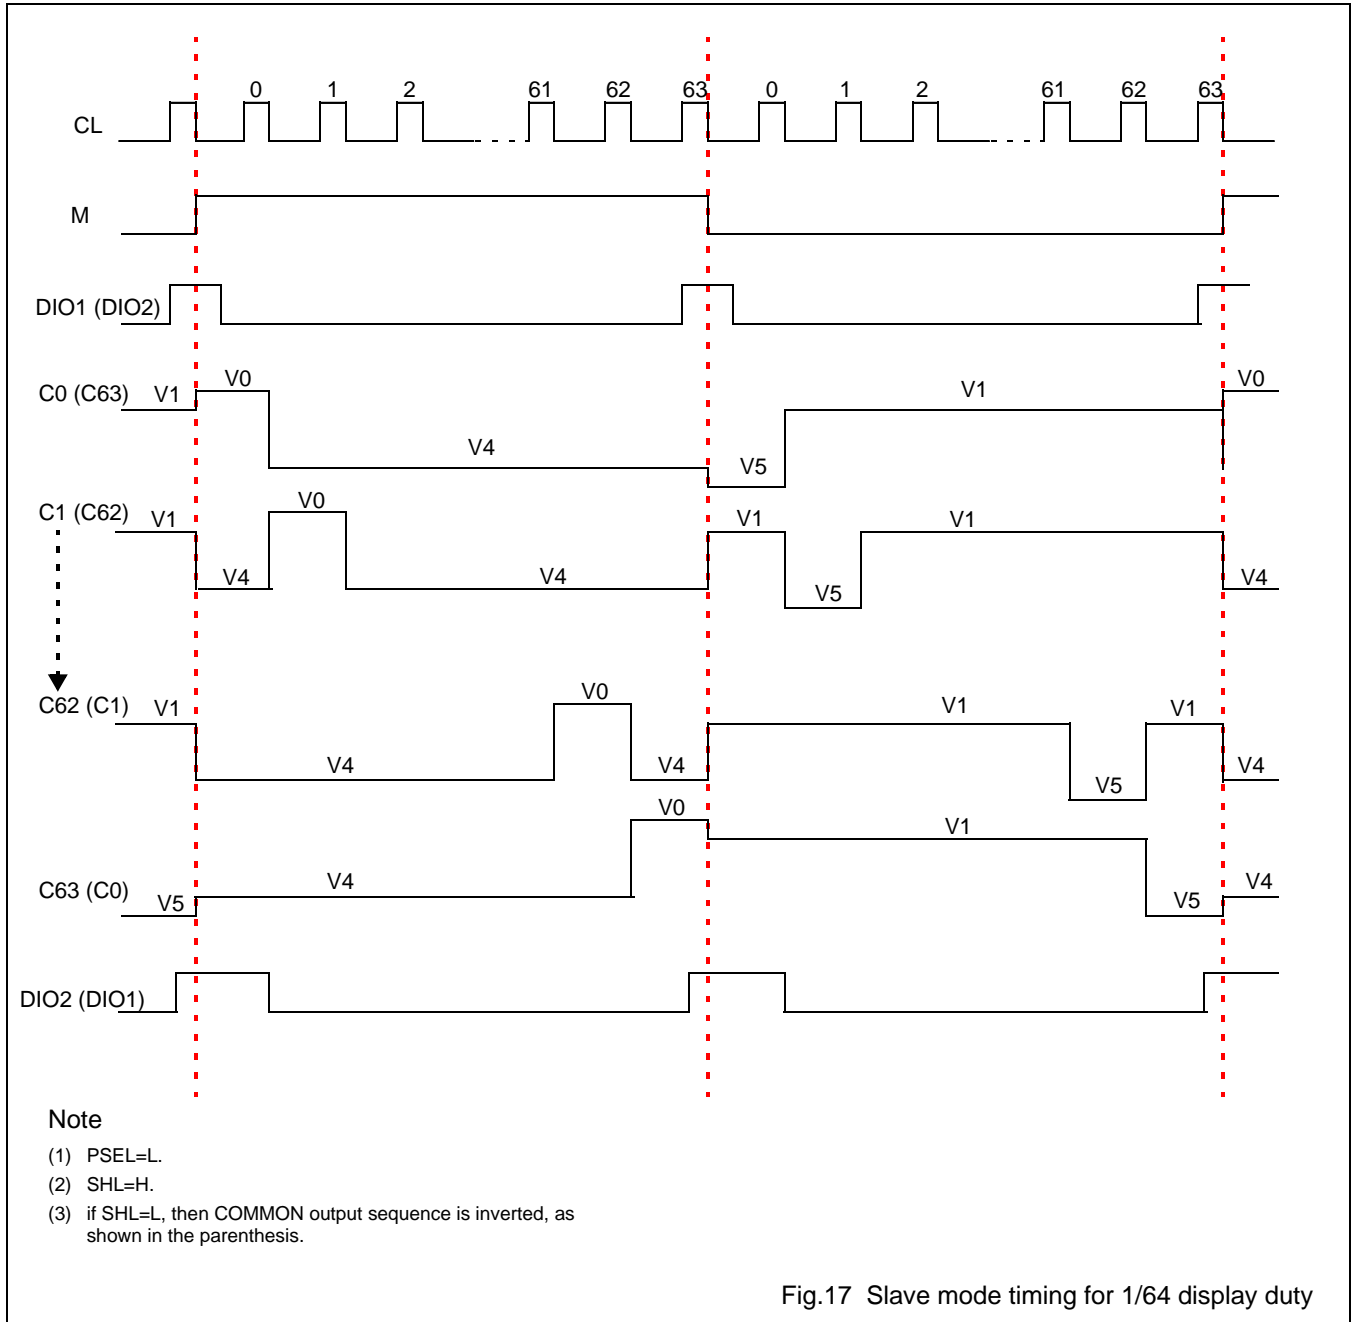 0 1 2 61 62 63 0 1 2 61 62 63
CL
M
DIO1 (DIO2)
C0 (C63) V1 V0 V4 V5 V1 V0
C1 (C62) V1 V4 V0 V4 V1 V5 V1 V4
C62 (C1) V1 V4 V0 V4 V1 V5 V1 V4
C63 (C0) V5 V4 V0 V1 V5 V4
DIO2 (DIO1)
Note
(1) PSEL=L.
(2) SHL=H.
(3) if SHL=L, then COMMON output sequence is inverted, as
shown in the parenthesis.
Fig.17 Slave mode timing for 1/64 display duty